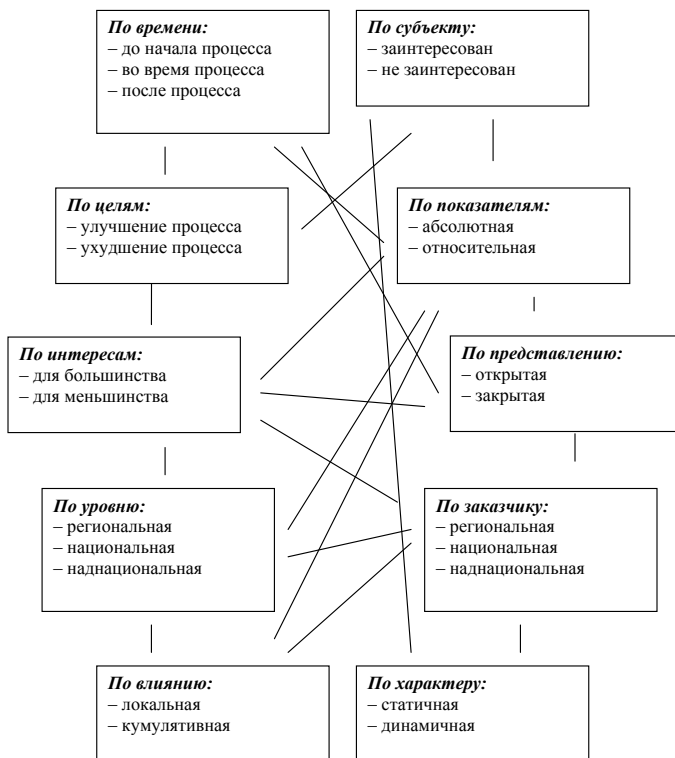 По времени:
– до начала процесса
– во время процесса
– после процесса
По субъекту:
– заинтересован
– не заинтересован
По целям:
– улучшение процесса
– ухудшение процесса
По показателям:
– абсолютная
– относительная
По интересам:
– для большинства
– для меньшинства
По представлению:
– открытая
– закрытая
По уровню:
– региональная
– национальная
– наднациональная
По заказчику:
– региональная
– национальная
– наднациональная
По влиянию:
– локальная
– кумулятивная
По характеру:
– статичная
– динамичная